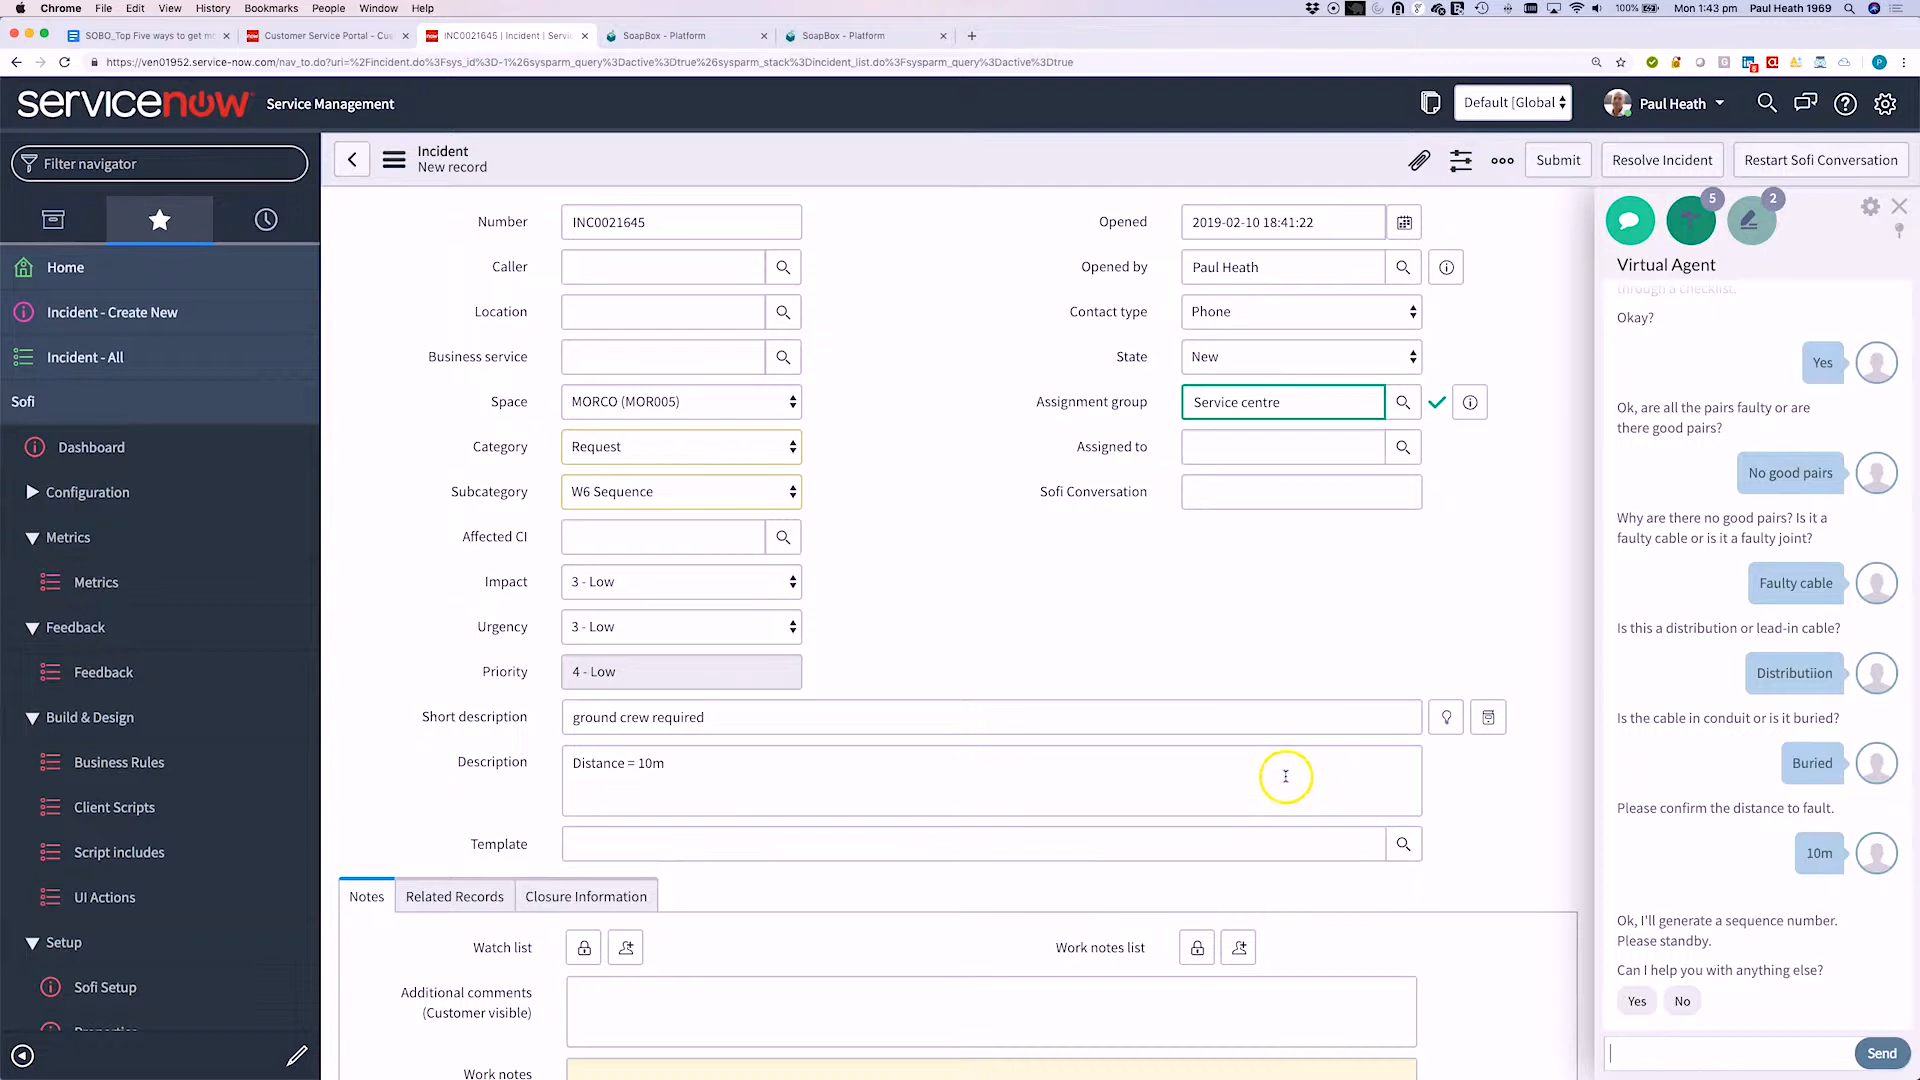 Chrome File Edit View History Bookmarks People Window Help
100% Mon 1:43 pm Paul Heath 1969
SOBO_Top Five ways to get mo
Customer Service Portal - Cus
INC0021645 | Incident | Servic
SoapBox - Platform
SoapBox - Platform
https://ven01952.service-now.com/nav_to.do?uri=%2Fincident.do%3Fsys_id%3D-1%26sysparm_query%3Dactive%3Dtrue%26sysparm_stack%3Dincident_list.do%3Fsysparm_query%3Dactive%3Dtrue
servicenow Service Management
Default [Global
Paul Heath
Filter navigator
Home
Incident - Create New
Incident - All
Sofi
Dashboard
Configuration
Metrics
Metrics
Feedback
Feedback
Build & Design
Business Rules
Client Scripts
Script includes
UI Actions
Setup
Sofi Setup
Incident
New record
Submit
Resolve Incident
Restart Sofi Conversation
Number INC0021645
Caller
Location
Business service
Space MORCO (MOR005)
Category Request
Subcategory W6 Sequence
Affected CI
Impact 3 - Low
Urgency 3 - Low
Priority 4 - Low
Opened 2019-02-10 18:41:22
Opened by Paul Heath
Contact type Phone
State New
Assignment group Service centre
Assigned to
Sofi Conversation
Short description ground crew required
Description Distance = 10m
Template
Notes
Related Records
Closure Information
Watch list
Work notes list
Additional comments
(Customer visible)
Work notes
5
2
Virtual Agent
through a checklist.
Okay?
Yes
Ok, are all the pairs faulty or are
there good pairs?
No good pairs
Why are there no good pairs? Is it a
faulty cable or is it a faulty joint?
Faulty cable
Is this a distribution or lead-in cable?
Distributiion
Is the cable in conduit or is it buried?
Buried
Please confirm the distance to fault.
10m
Ok, I'll generate a sequence number.
Please standby.
Can I help you with anything else?
Yes No
Send